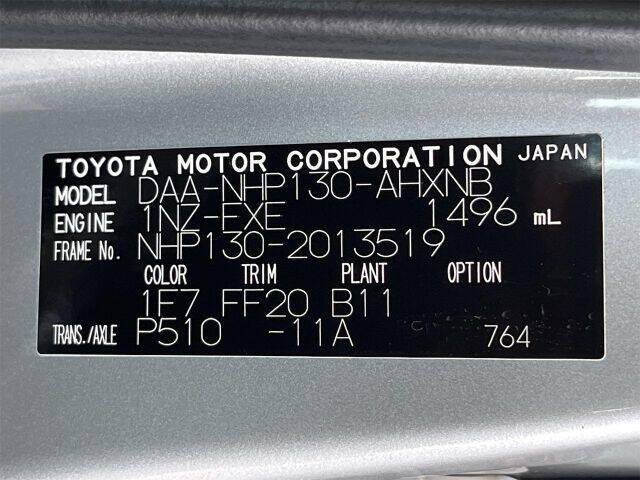 TOYOTA MOTOR CORPORATION JAPAN
MODEL DAA-NHP130-AHXNB
ENGINE 1NZ-EXE 1496 mL
FRAME No. NHP130-2013519
COLOR TRIM PLANT OPTION
1F7 FF20 B11
TRANS./AXLE P510 -11A 764